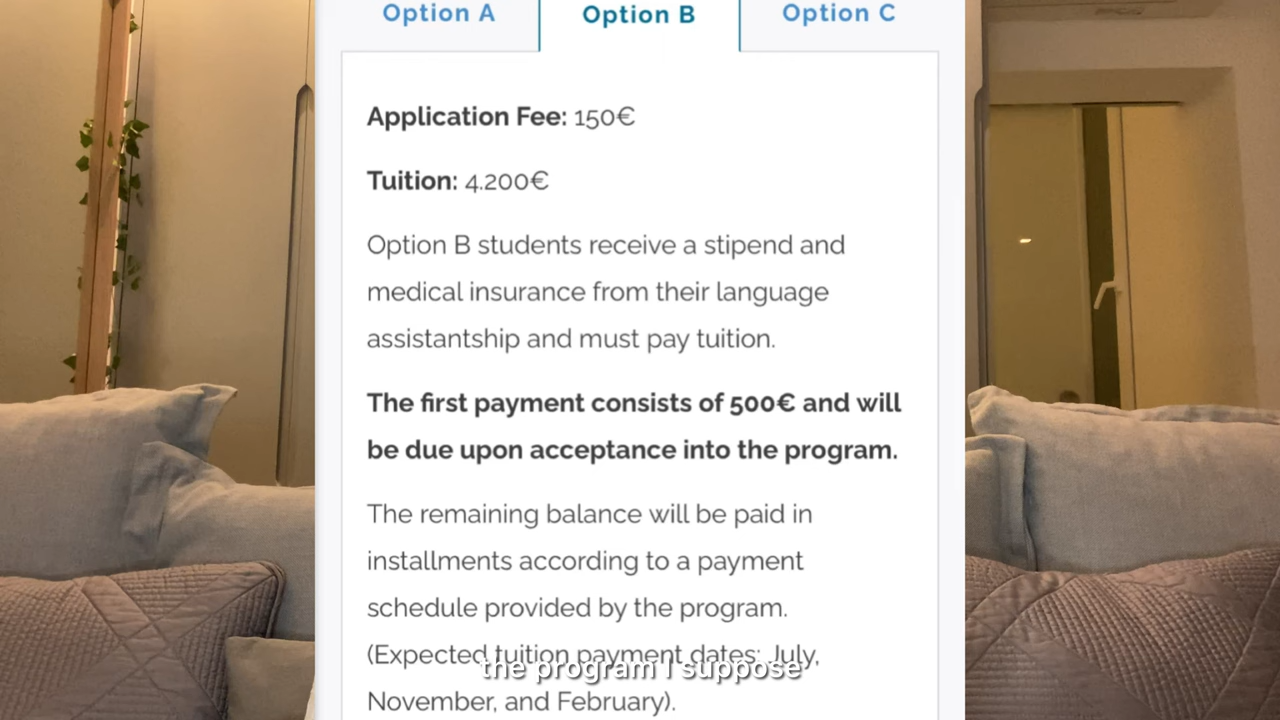 Option A
Option B
Option C
Application Fee: 150€
Tuition: 4.200€
Option B students receive a stipend and
medical insurance from their language
assistantship and must pay tuition.
The first payment consists of 500€ and will
be due upon acceptance into the program.
The remaining balance will be paid in
installments according to a payment
schedule provided by the program.
(Expected tuition payment dates: July,
the program I suppose
November, and February).